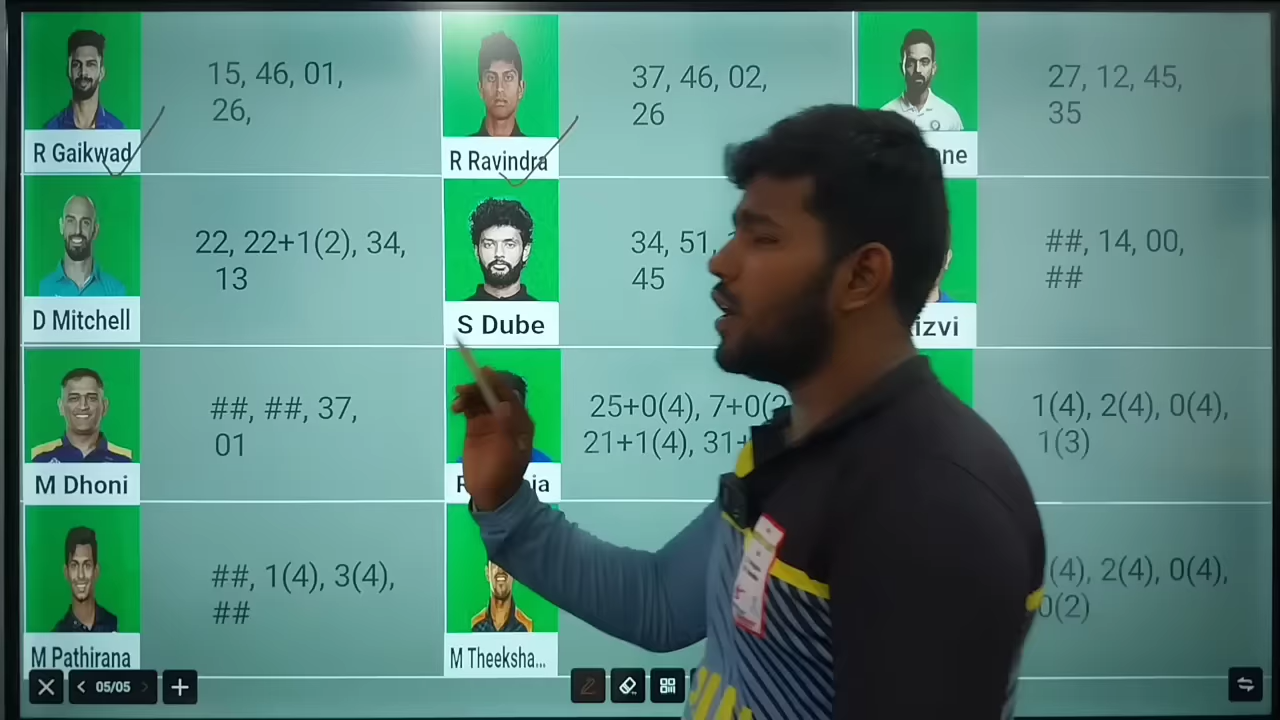 15, 46, 01,
26,
R Gaikwad
37, 46, 02,
26
R Ravindra
27, 12, 45,
35
22, 22+1(2), 34,
13
D Mitchell
34, 51,
45
S Dube
##, 14, 00,
##
##, ##, 37,
01
M Dhoni
25+0(4), 7+0(
21+1(4), 31+
1(4), 2(4), 0(4),
1(3)
##, 1(4), 3(4),
##
M Pathirana
M Theeksha...
(4), 2(4), 0(4),
0(2)
05/05